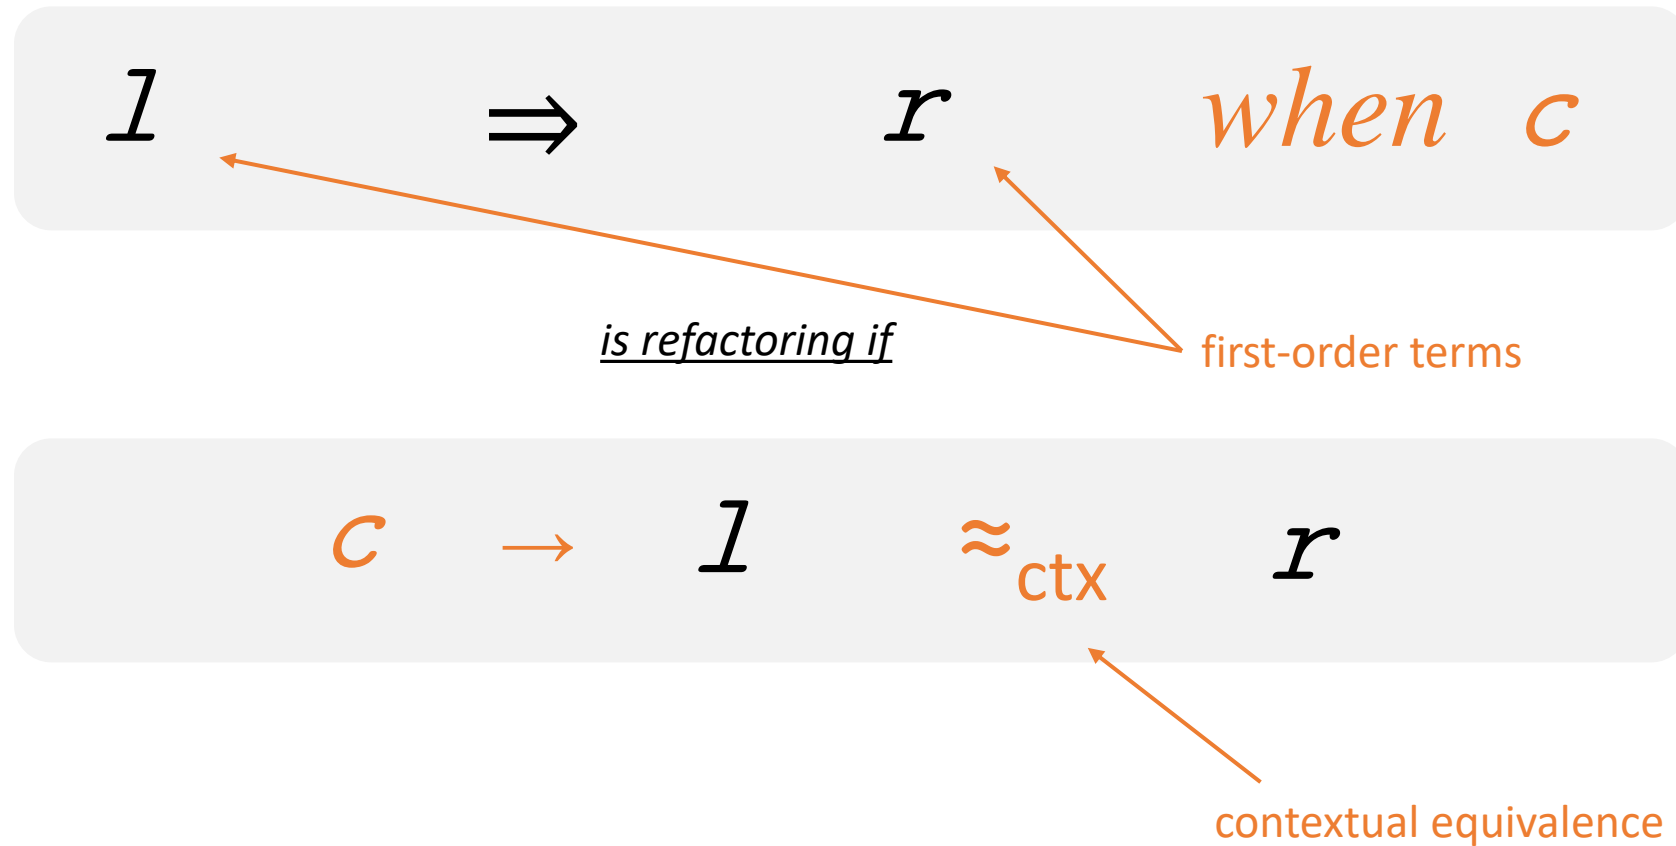 l ⇒ r when c
is refactoring if
first-order terms
c → l ≈ctx r
contextual equivalence